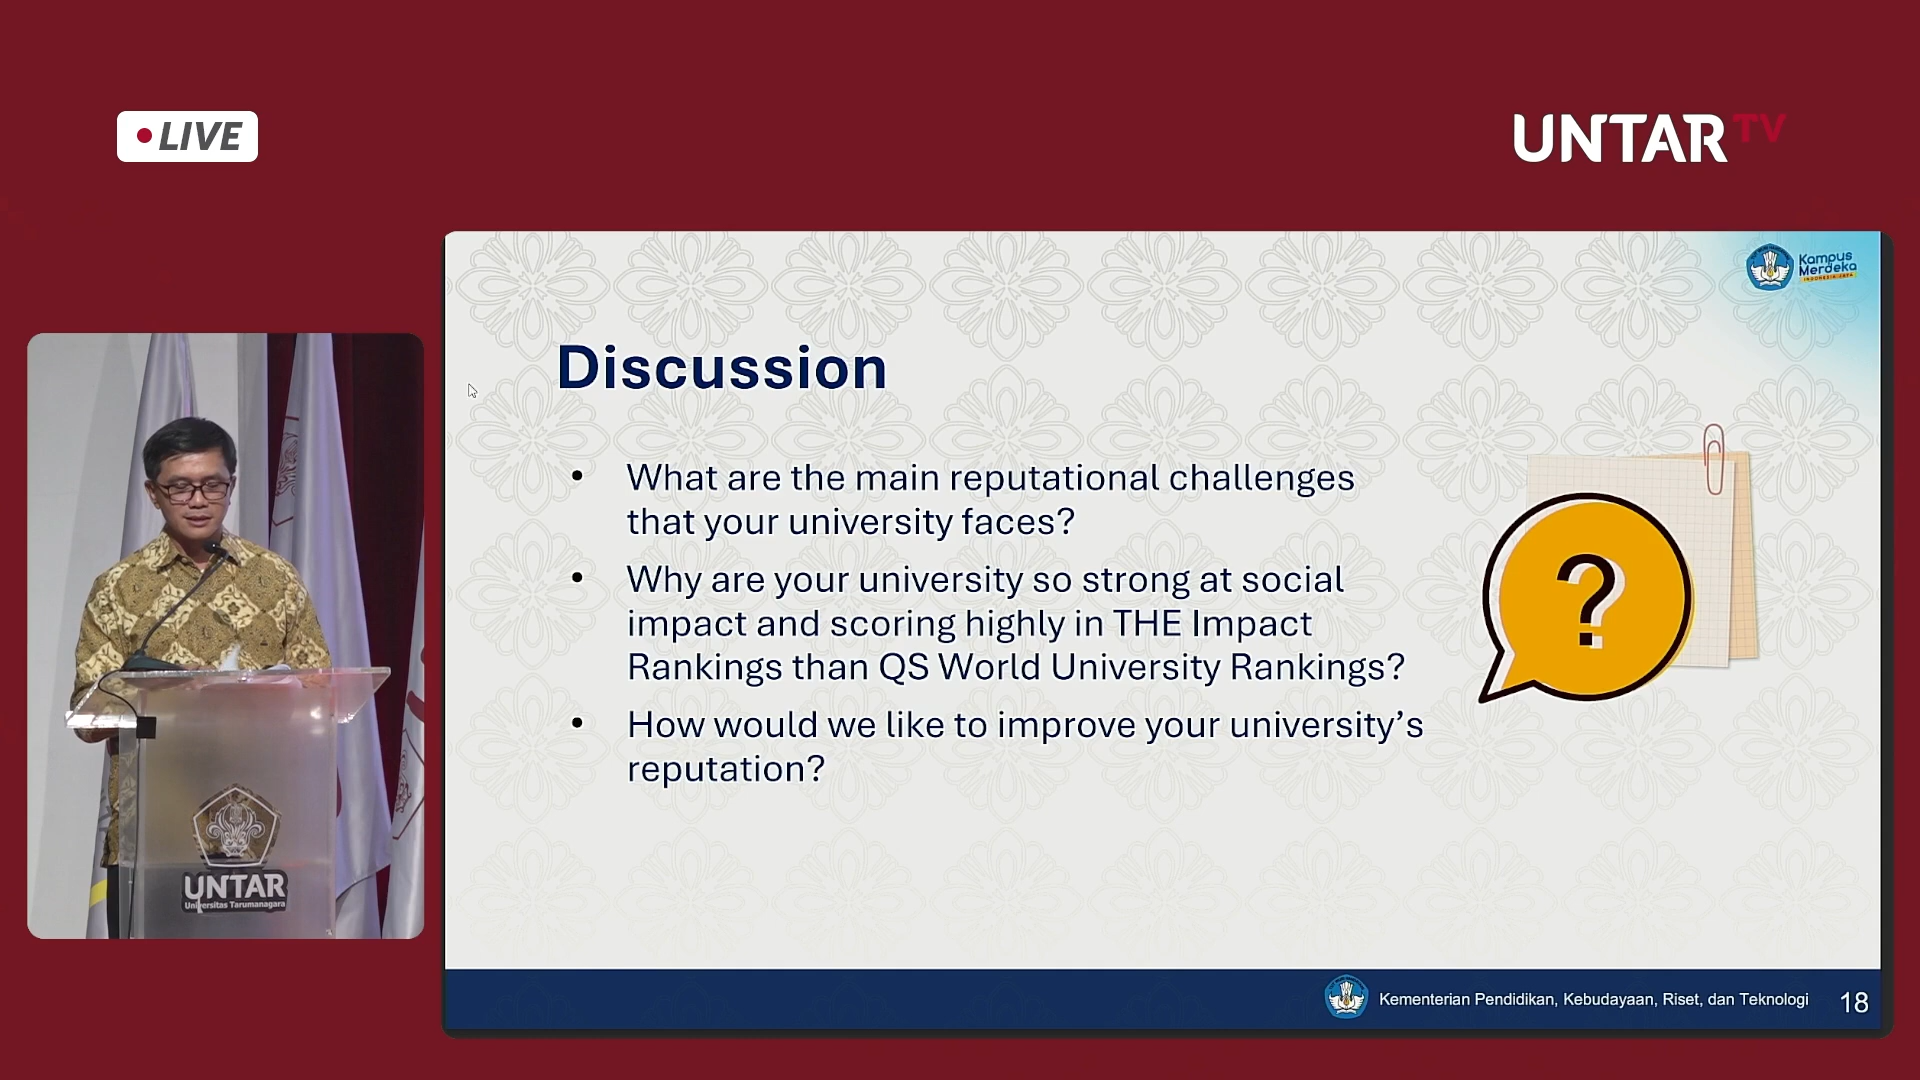 LIVE
UNTAR TV
Kampus
Merdeka
INDONESIA JAYA
Discussion
• What are the main reputational challenges
that your university faces?
• Why are your university so strong at social
impact and scoring highly in THE Impact
Rankings than QS World University Rankings?
• How would we like to improve your university’s
reputation?
?
UNTAR
Universitas Tarumanagara
Kementerian Pendidikan, Kebudayaan, Riset, dan Teknologi
18